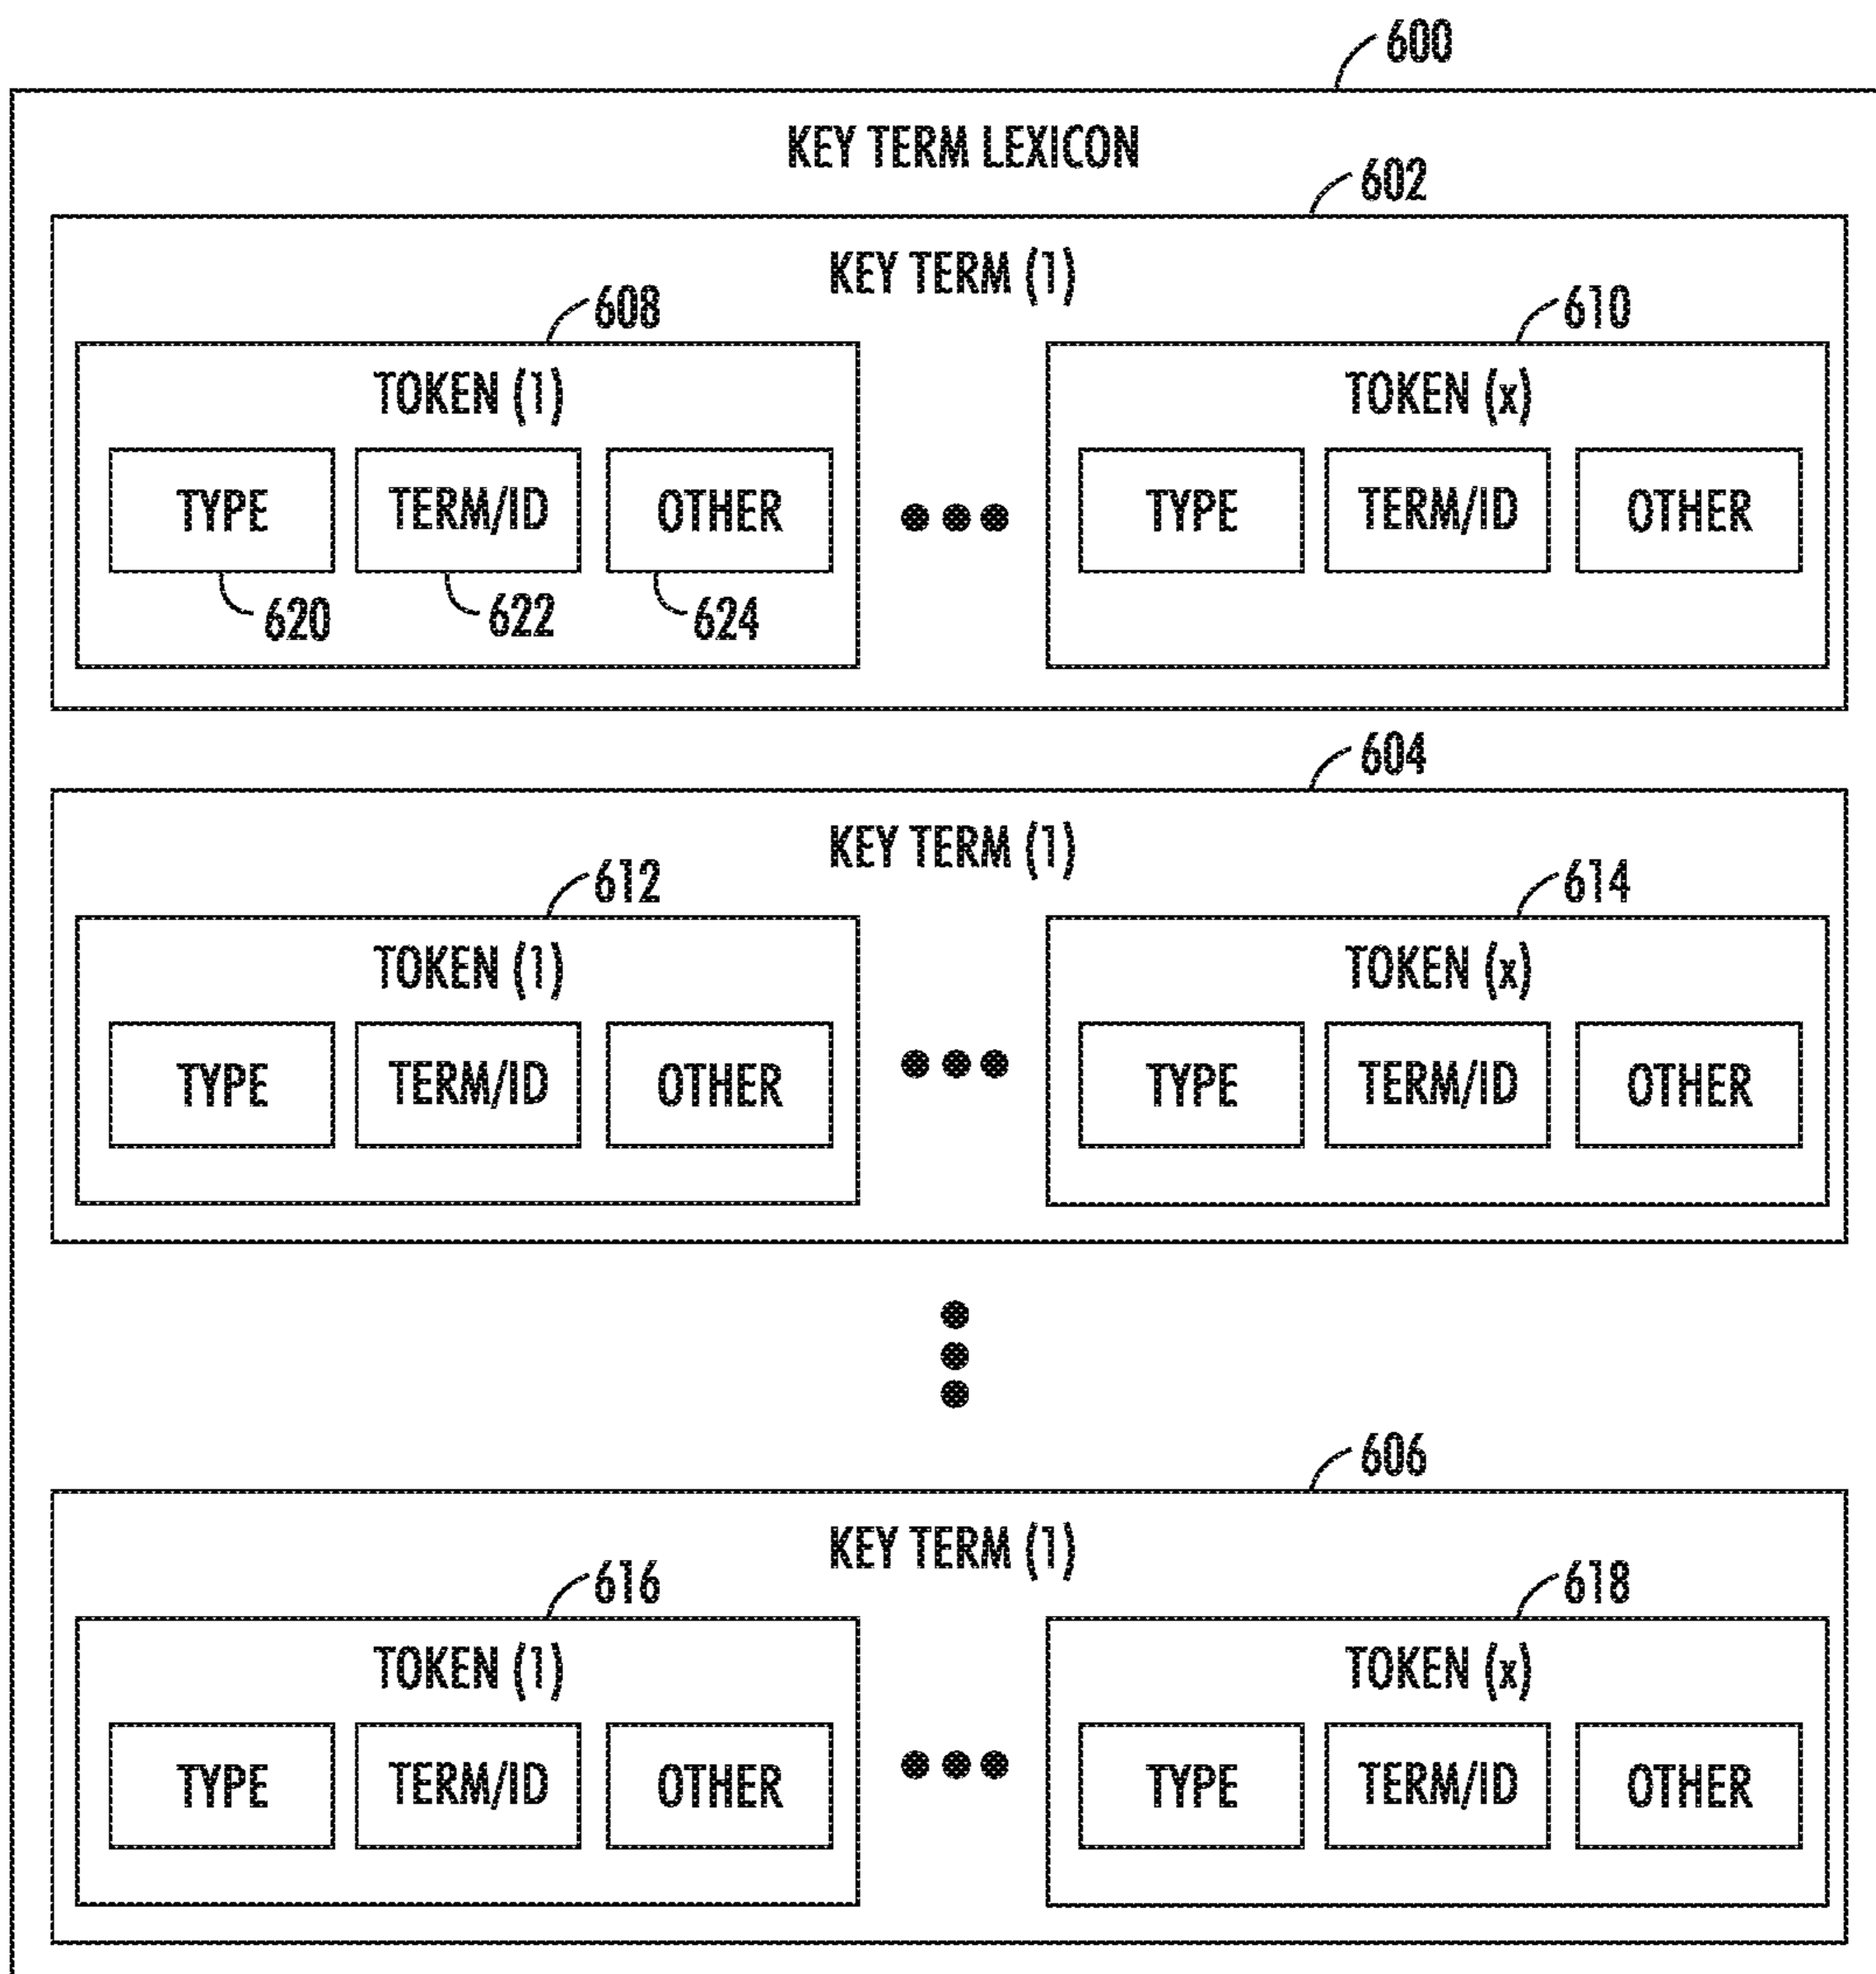 600
KEY TERM LEXICON
602
KEY TERM (1)
608 610
TOKEN (1) TOKEN (x)
TYPE TERM/ID OTHER TYPE TERM/ID OTHER
620 622 624
604
KEY TERM (1)
612 614
TOKEN (1) TOKEN (x)
TYPE TERM/ID OTHER TYPE TERM/ID OTHER
606
KEY TERM (1)
616 618
TOKEN (1) TOKEN (x)
TYPE TERM/ID OTHER TYPE TERM/ID OTHER